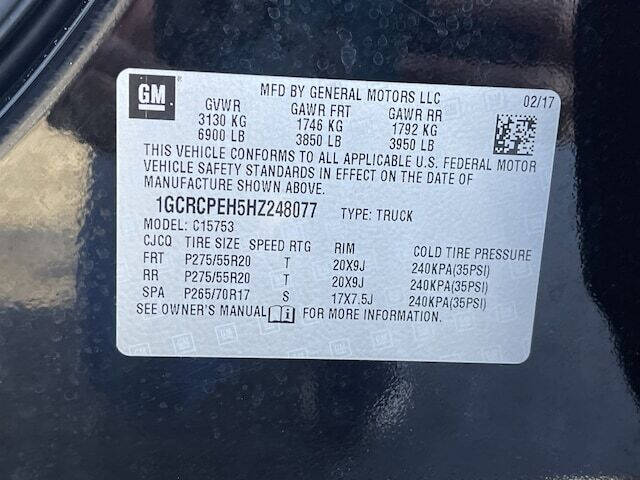 GM
MFD BY GENERAL MOTORS LLC 02/17
GVWR GAWR FRT GAWR RR
3130 KG 1746 KG 1792 KG
6900 LB 3850 LB 3950 LB
THIS VEHICLE CONFORMS TO ALL APPLICABLE U.S. FEDERAL MOTOR
VEHICLE SAFETY STANDARDS IN EFFECT ON THE DATE OF
MANUFACTURE SHOWN ABOVE.
1GCRCPEH5HZ248077 TYPE: TRUCK
MODEL: C15753
CJCQ TIRE SIZE SPEED RTG RIM COLD TIRE PRESSURE
FRT P275/55R20 T 20X9J 240KPA(35PSI)
RR P275/55R20 T 20X9J 240KPA(35PSI)
SPA P265/70R17 S 17X7.5J 240KPA(35PSI)
SEE OWNER'S MANUAL FOR MORE INFORMATION.